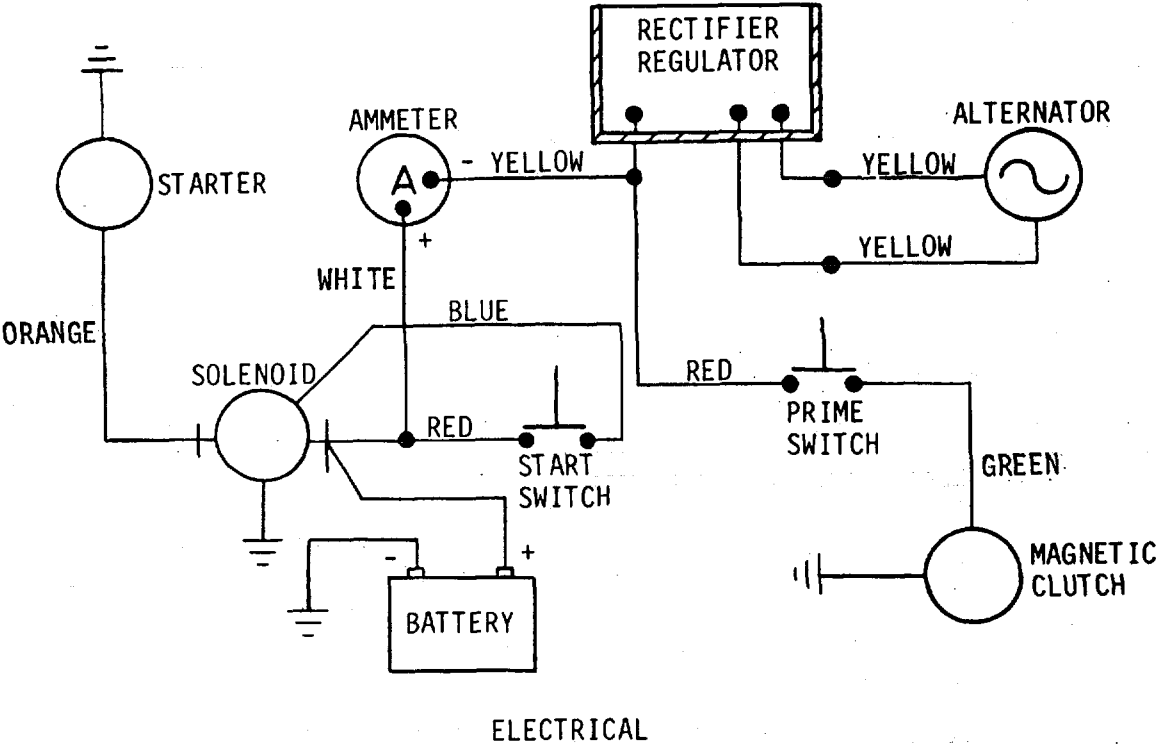 RECTIFIER
REGULATOR
AMMETER
ALTERNATOR
A
- YELLOW
YELLOW
STARTER
+
YELLOW
WHITE
BLUE
ORANGE
SOLENOID
RED
RED
PRIME
SWITCH
START
SWITCH
GREEN
- +
MAGNETIC
CLUTCH
BATTERY
ELECTRICAL